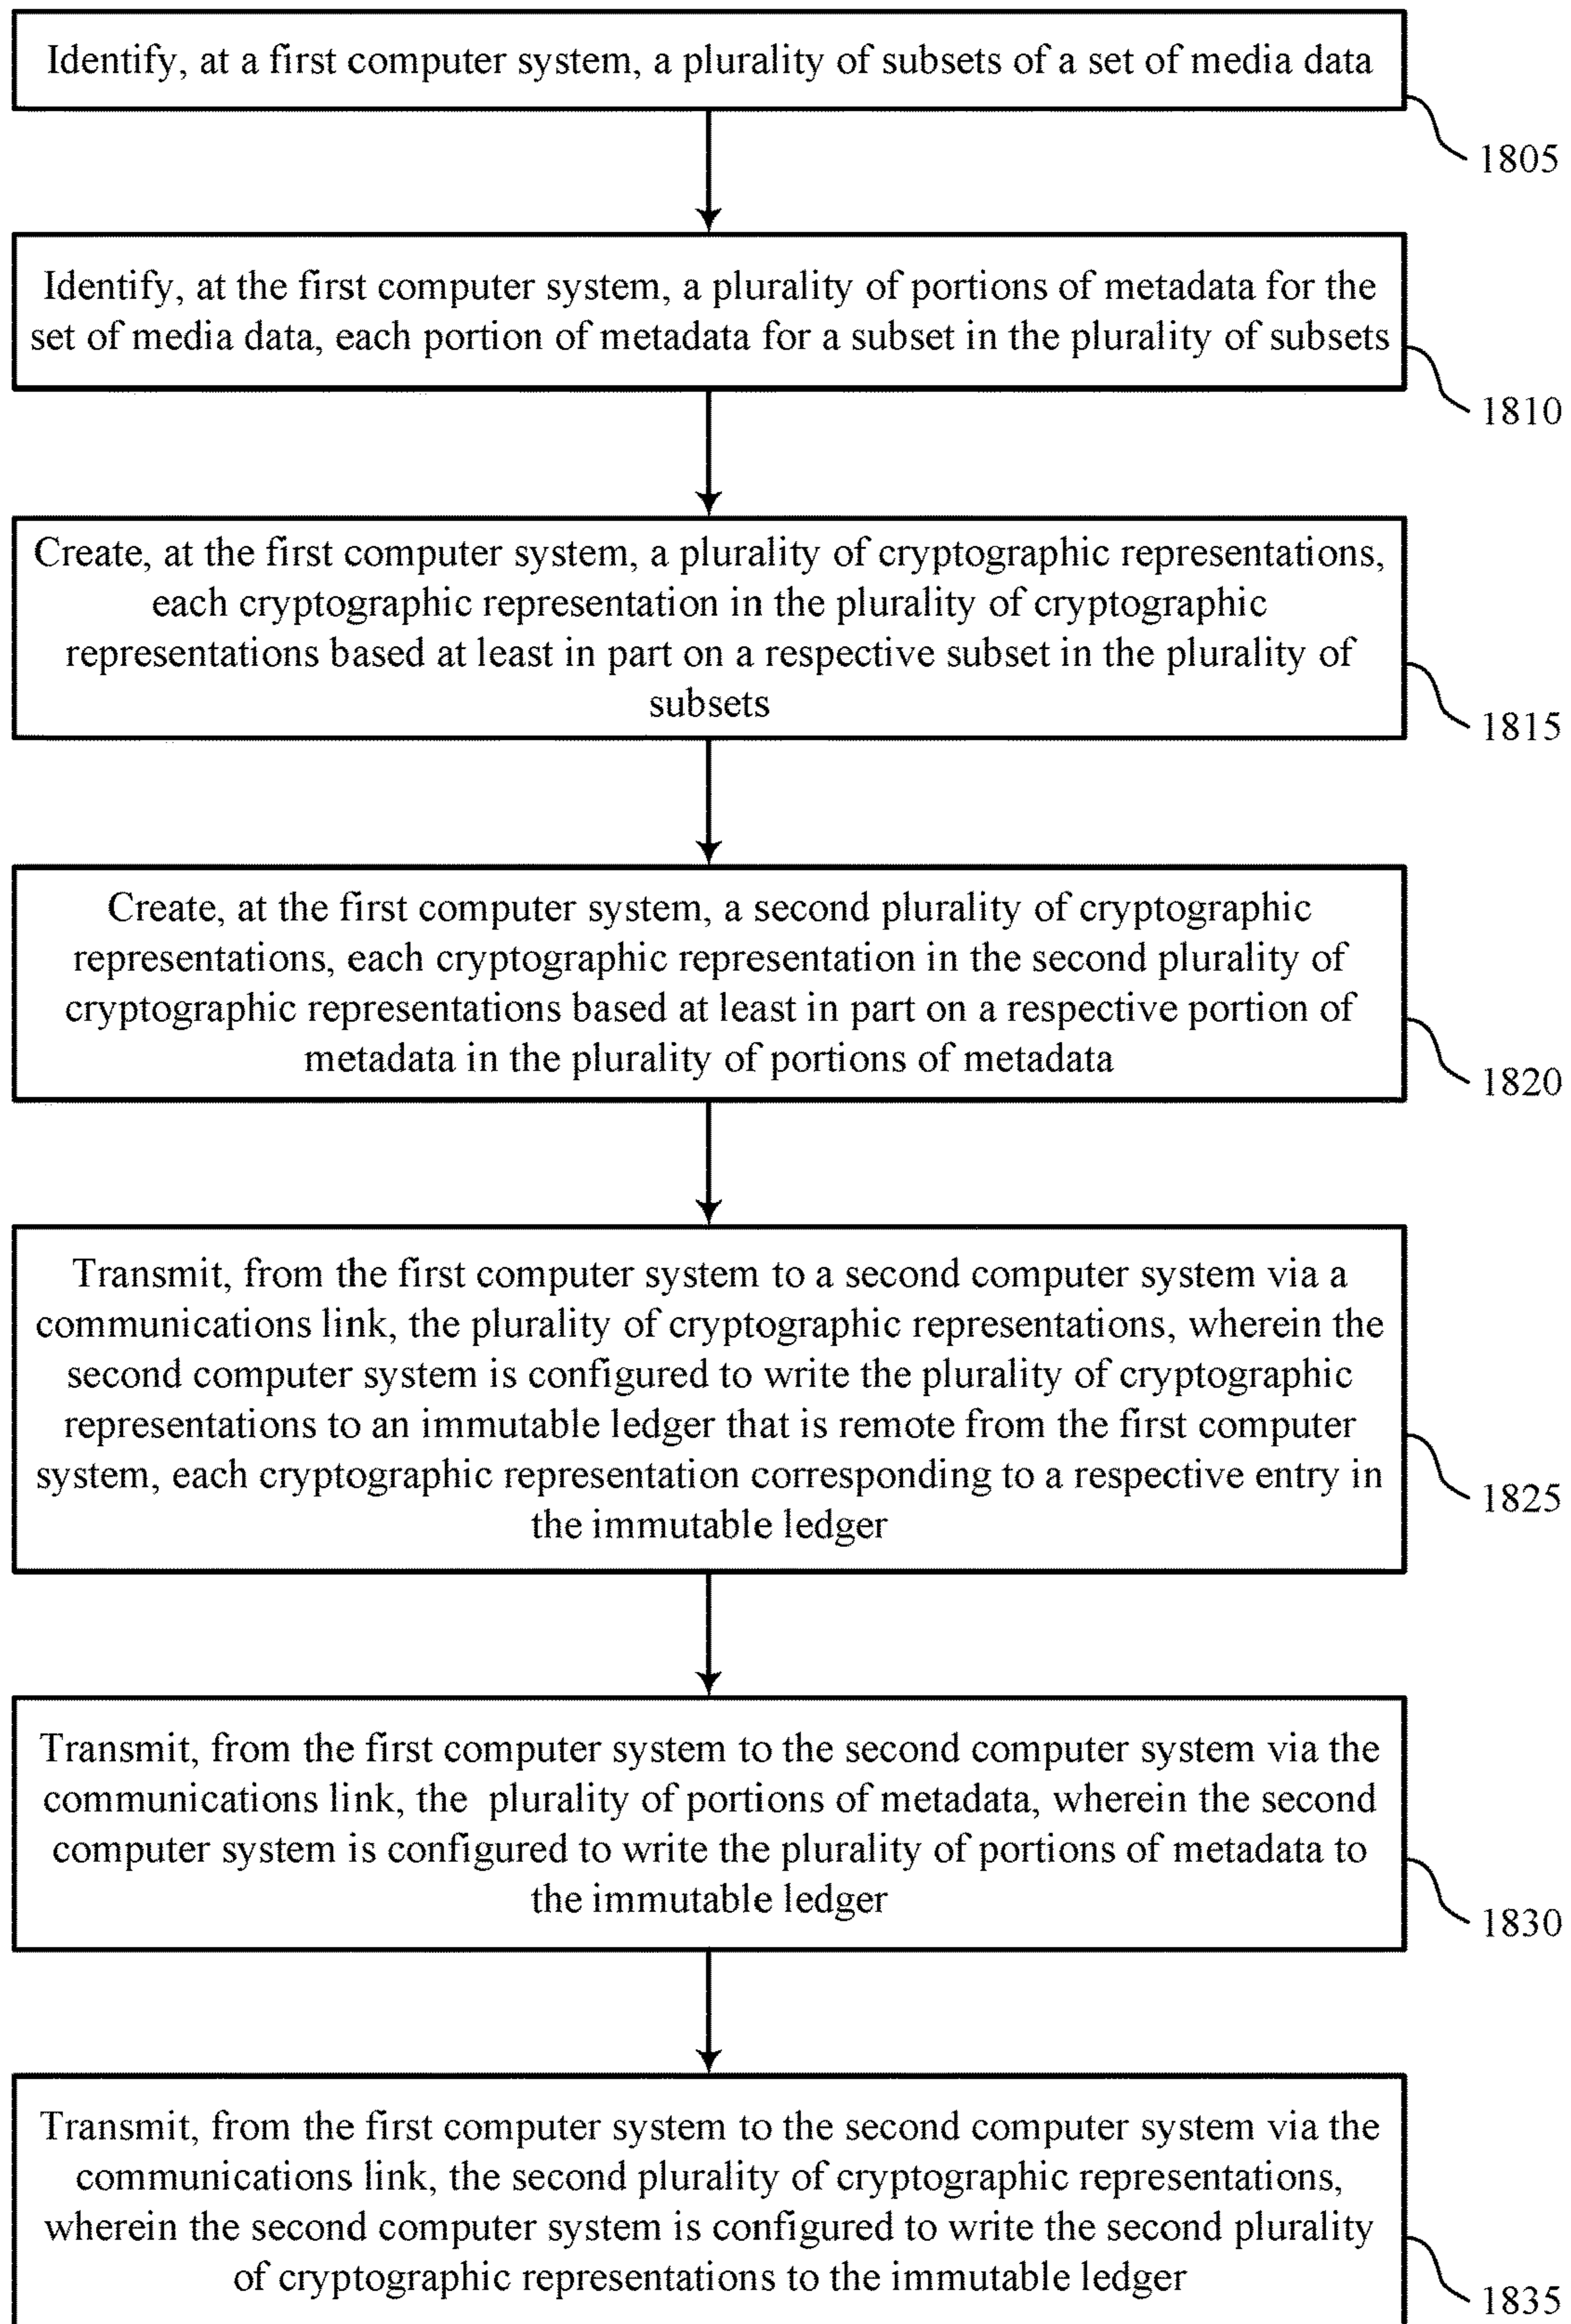 Identify, at a first computer system, a plurality of subsets of a set of media data
1805
Identify, at the first computer system, a plurality of portions of metadata for the
set of media data, each portion of metadata for a subset in the plurality of subsets
1810
Create, at the first computer system, a plurality of cryptographic representations,
each cryptographic representation in the plurality of cryptographic
representations based at least in part on a respective subset in the plurality of
subsets
1815
Create, at the first computer system, a second plurality of cryptographic
representations, each cryptographic representation in the second plurality of
cryptographic representations based at least in part on a respective portion of
metadata in the plurality of portions of metadata
1820
Transmit, from the first computer system to a second computer system via a
communications link, the plurality of cryptographic representations, wherein the
second computer system is configured to write the plurality of cryptographic
representations to an immutable ledger that is remote from the first computer
system, each cryptographic representation corresponding to a respective entry in
the immutable ledger
1825
Transmit, from the first computer system to the second computer system via the
communications link, the plurality of portions of metadata, wherein the second
computer system is configured to write the plurality of portions of metadata to
the immutable ledger
1830
Transmit, from the first computer system to the second computer system via the
communications link, the second plurality of cryptographic representations,
wherein the second computer system is configured to write the second plurality
of cryptographic representations to the immutable ledger
1835